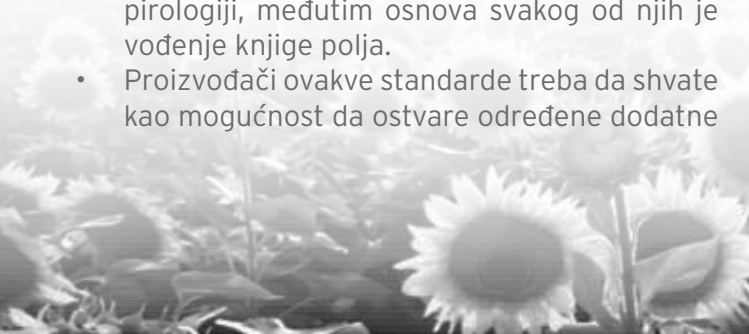 pirologiji, međutim osnova svakog od njih je
vođenje knjige polja.
• Proizvođači ovakve standarde treba da shvate
kao mogućnost da ostvare određene dodatne